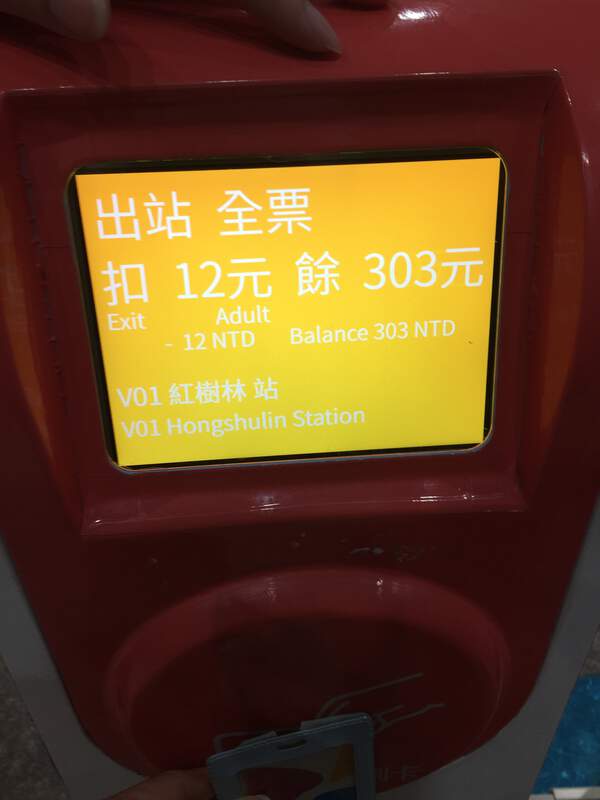 出站 全票
扣 12元 餘 303元
Exit Adult
- 12 NTD Balance 303 NTD
V01 紅樹林 站
V01 Hongshulin Station